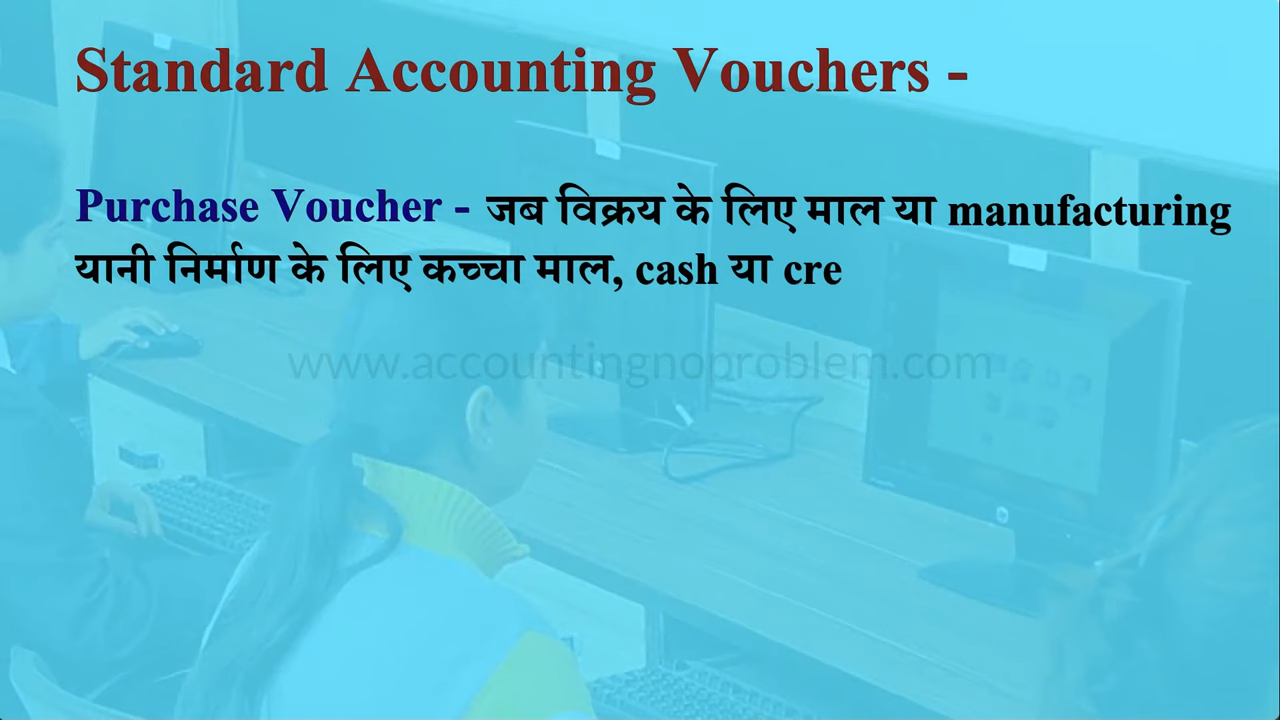 Standard Accounting Vouchers -
Purchase Voucher - जब विक्रय के लिए माल या manufacturing
यानी निर्माण के लिए कच्चा माल, cash या cre
www.accountingnoproblem.com